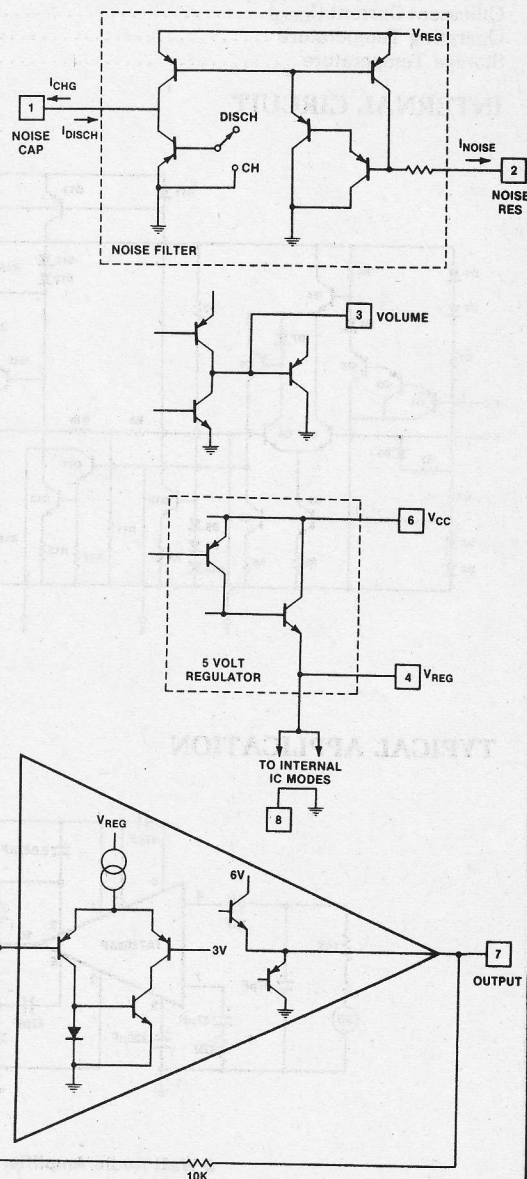 VREG
ICHG
1
IDISCH
NOISE
CAP
DISCH
CH
INOISE
2
NOISE
RES
NOISE FILTER
3
VOLUME
6
VCC
5 VOLT
REGULATOR
4
VREG
TO INTERNAL
IC MODES
8
VREG
6V
3V
7
OUTPUT
10K
INTERNAL CIRCUIT
TYPICAL APPLICATION